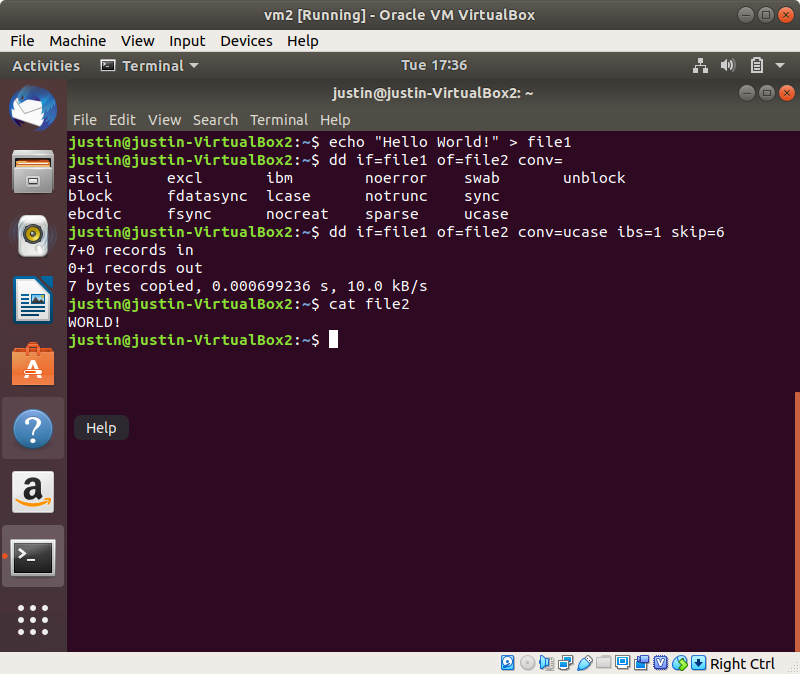 vm2 [Running] - Oracle VM VirtualBox
File Machine View Input Devices Help
Activities Terminal Tue 17:36
justin@justin-VirtualBox2: ~
File Edit View Search Terminal Help
justin@justin-VirtualBox2:~$ echo "Hello World!" > file1
justin@justin-VirtualBox2:~$ dd if=file1 of=file2 conv=
ascii excl ibm noerror swab unblock
block fdatasync lcase notrunc sync
ebcdic fsync nocreat sparse ucase
justin@justin-VirtualBox2:~$ dd if=file1 of=file2 conv=ucase ibs=1 skip=6
7+0 records in
0+1 records out
7 bytes copied, 0.000699236 s, 10.0 kB/s
justin@justin-VirtualBox2:~$ cat file2
WORLD!
justin@justin-VirtualBox2:~$
Help
Right Ctrl